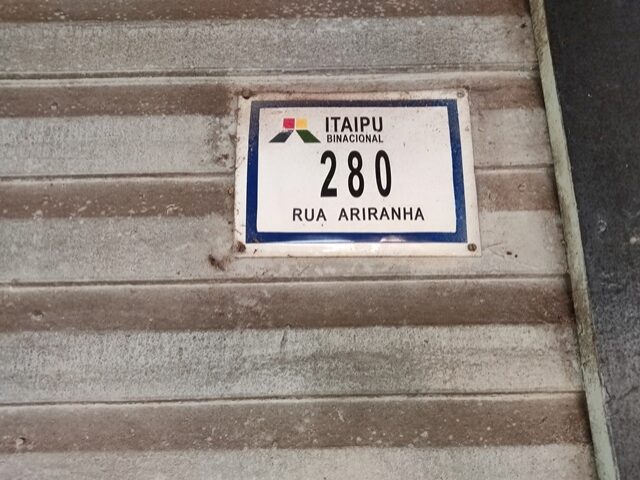 ITAIPU
BINACIONAL
280
RUA ARIRANHA